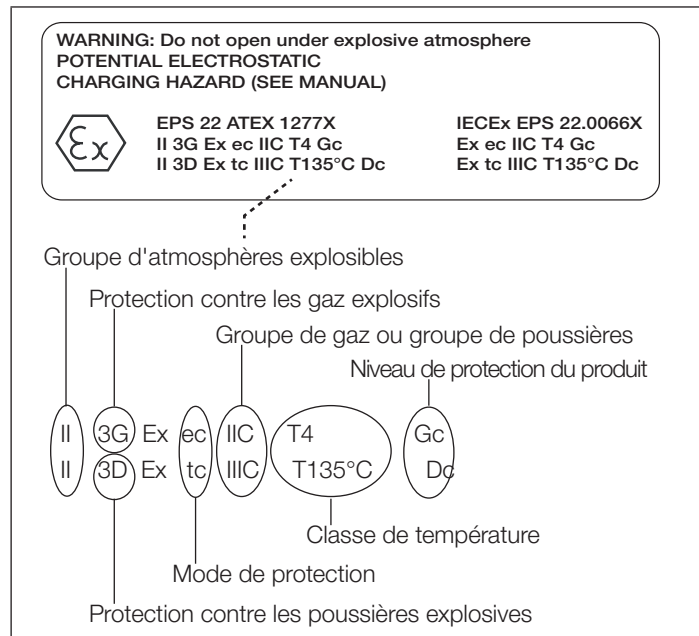 WARNING: Do not open under explosive atmosphere
POTENTIAL ELECTROSTATIC
CHARGING HAZARD (SEE MANUAL)
Ex
EPS 22 ATEX 1277X
II 3G Ex ec IIC T4 Gc
II 3D Ex tc IIIC T135°C Dc
IECEx EPS 22.0066X
Ex ec IIC T4 Gc
Ex tc IIIC T135°C Dc
Groupe d'atmosphères explosibles
Protection contre les gaz explosifs
Groupe de gaz ou groupe de poussières
Niveau de protection du produit
II 3G Ex ec IIC T4 Gc
II 3D Ex tc IIIC T135°C Dc
Classe de température
Mode de protection
Protection contre les poussières explosives